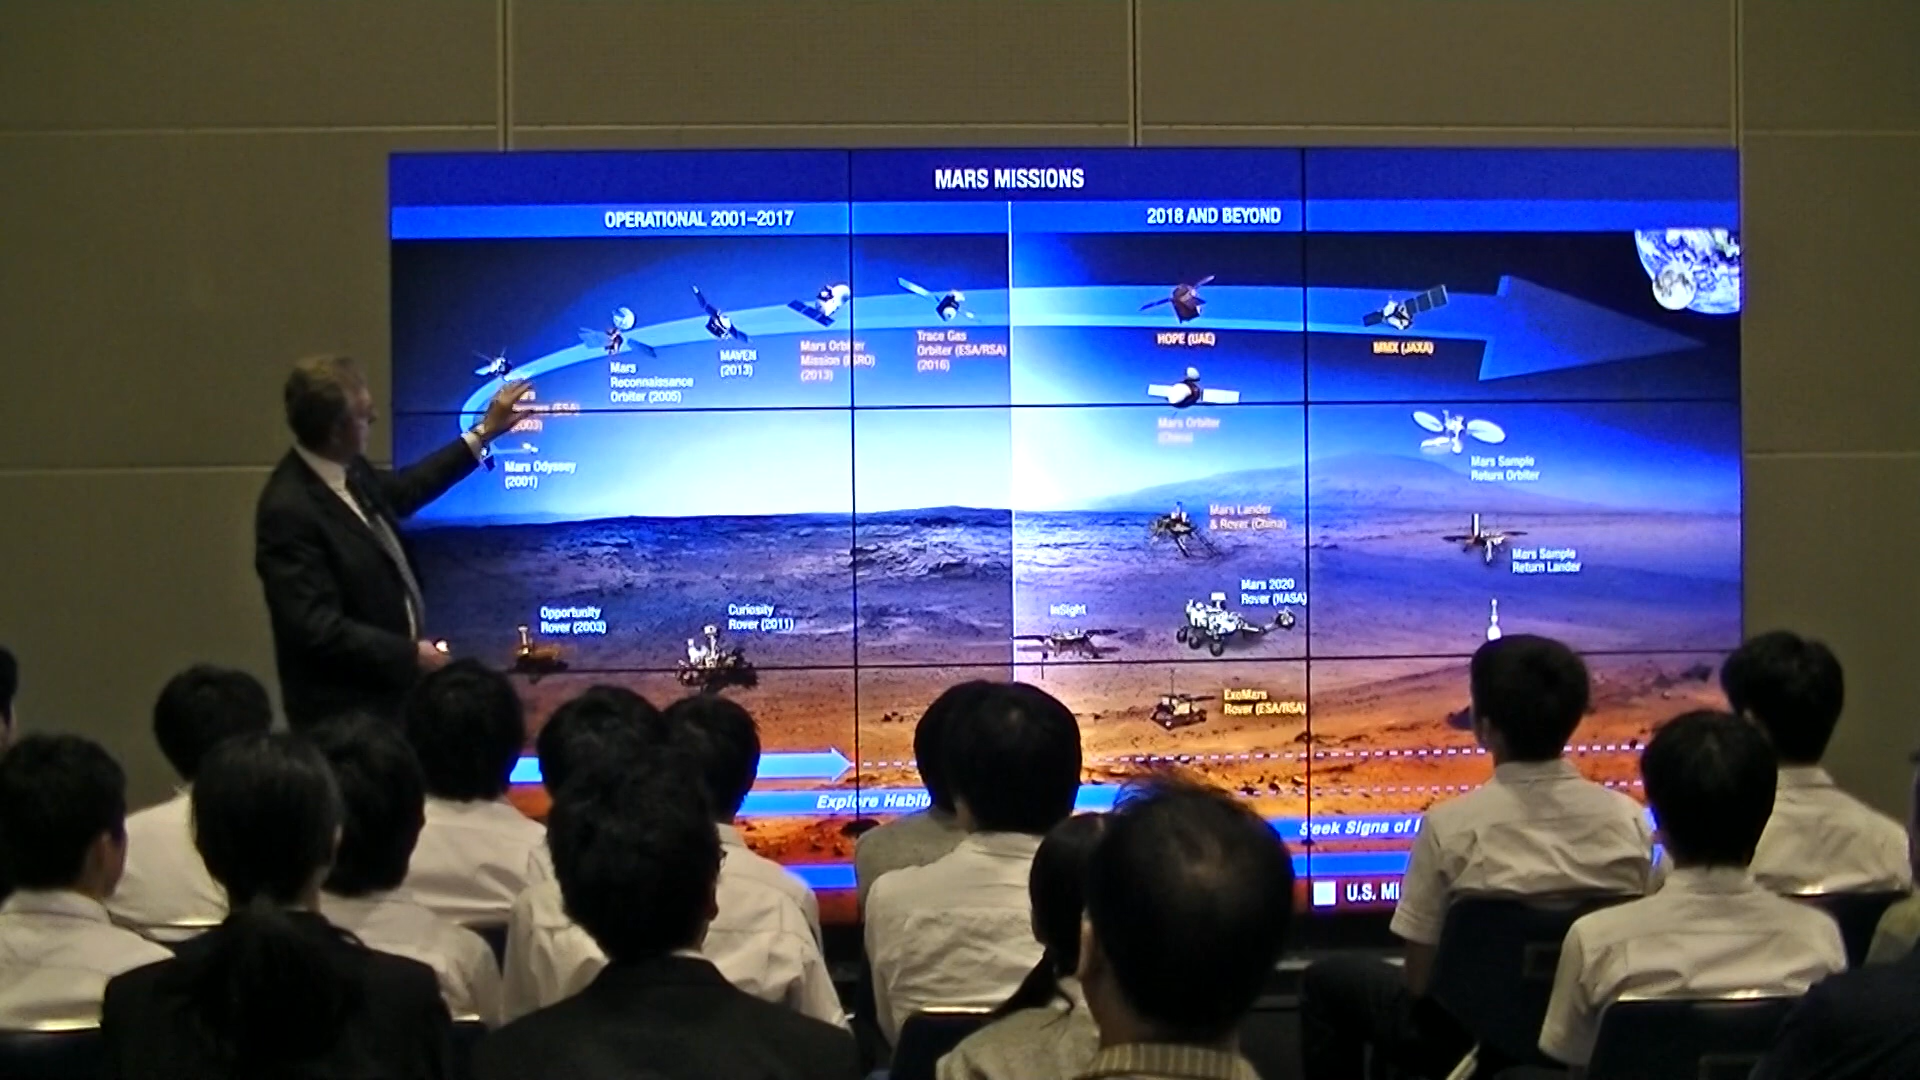 MARS MISSIONS
OPERATIONAL 2001–2017
2018 AND BEYOND
(2003)
Mars Odyssey
(2001)
Mars
Reconnaissance
Orbiter (2005)
MAVEN
(2013)
Mars Orbiter
Mission (ISRO)
(2013)
Trace Gas
Orbiter (ESA/RSA)
(2016)
HOPE (UAE)
MMX (JAXA)
Mars Orbiter
(China)
Mars Sample
Return Orbiter
Mars Lander
& Rover (China)
Mars Sample
Return Lander
Opportunity
Rover (2003)
Curiosity
Rover (2011)
InSight
Mars 2020
Rover (NASA)
ExoMars
Rover (ESA/RSA)
Explore Habit
Seek Signs of
U.S. MI